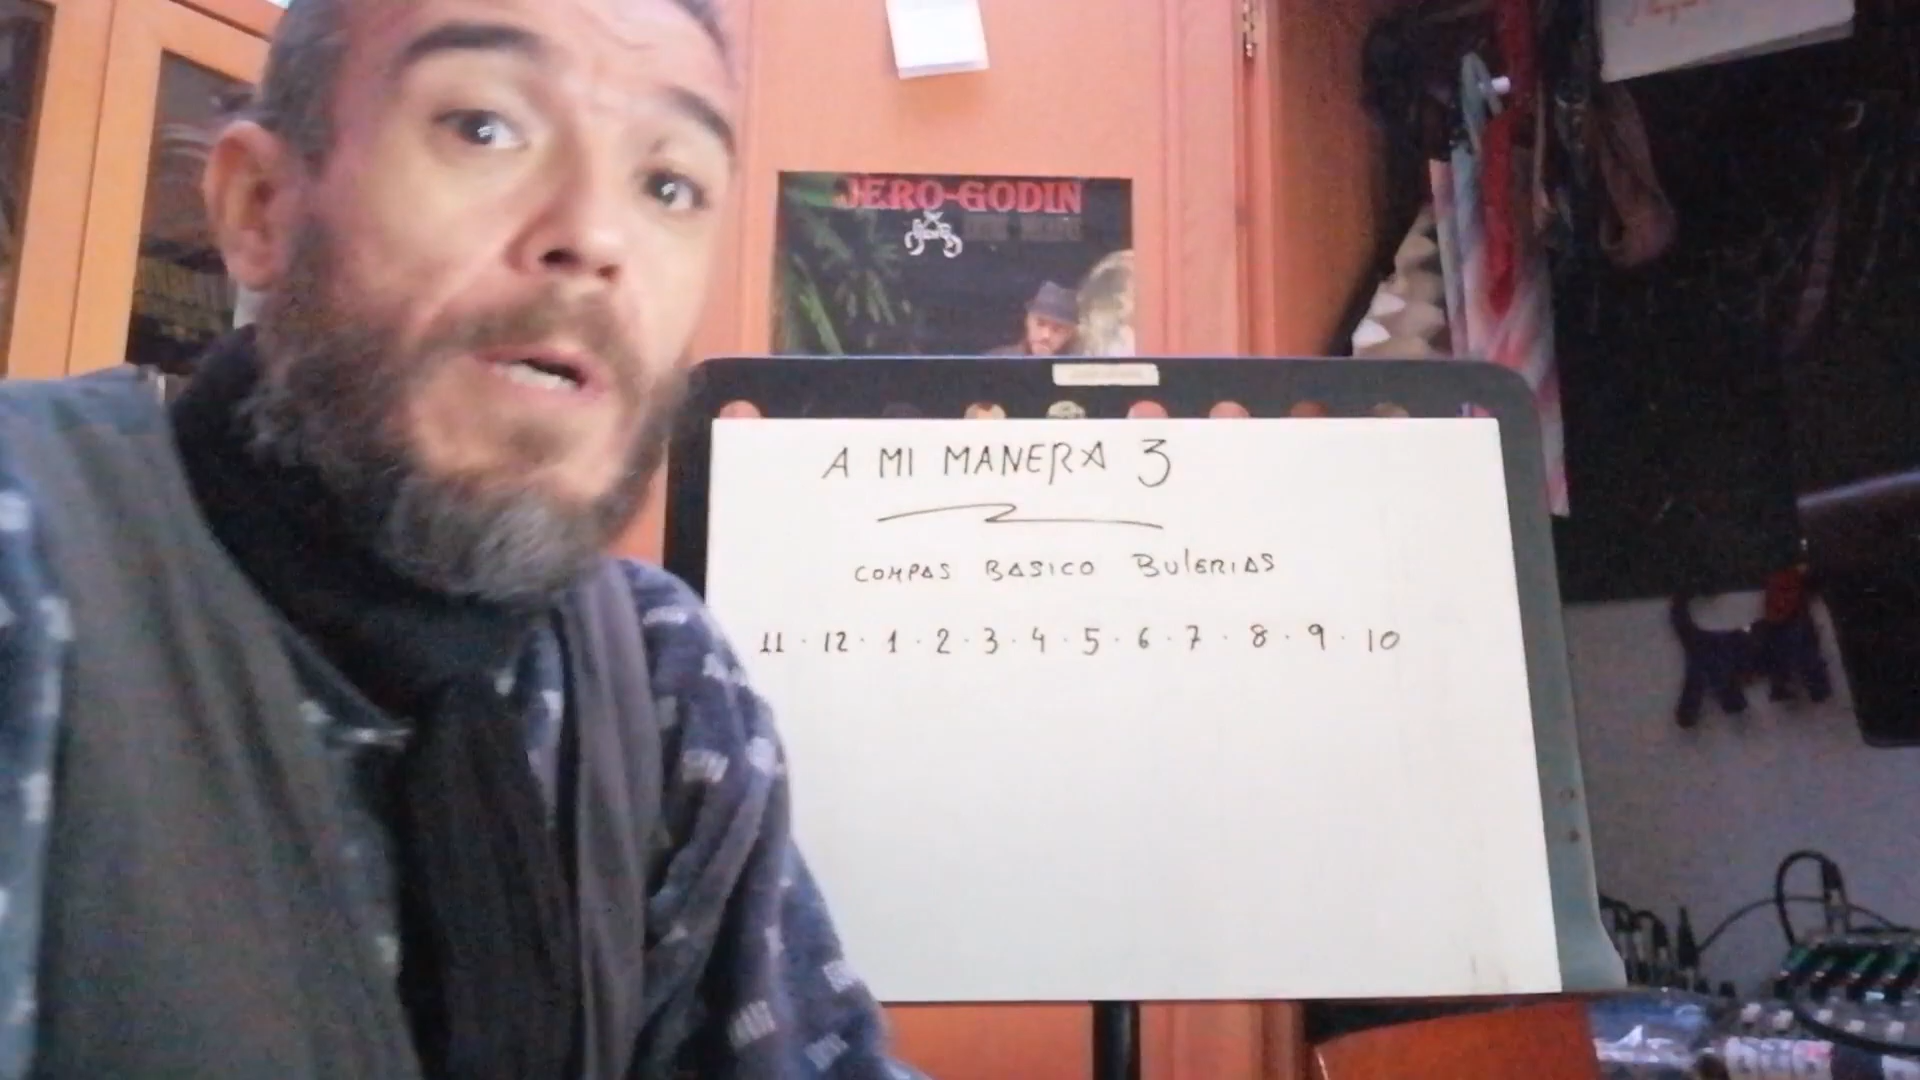 JERO-GODIN
A MI MANERA 3
COMPAS BASICO BULERIAS
11 · 12 · 1 · 2 · 3 · 4 · 5 · 6 · 7 · 8 · 9 · 10